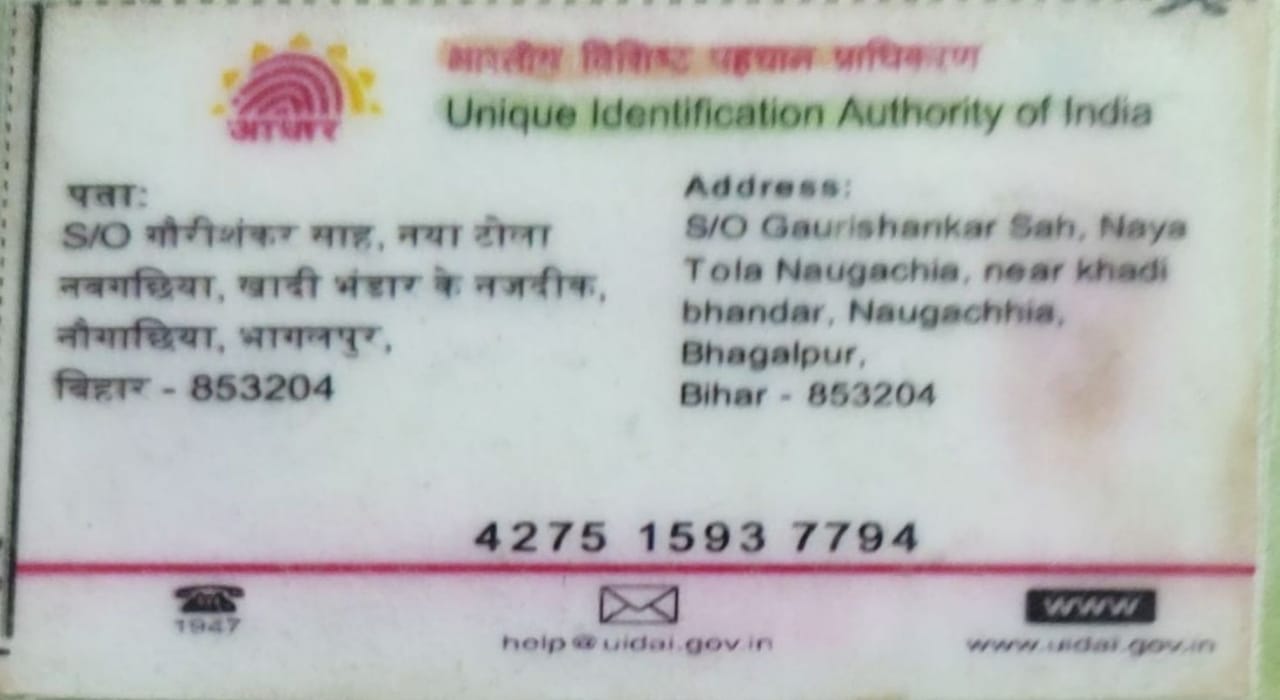 भारतीय विशिष्ट पहचान प्राधिकरण
Unique Identification Authority of India
आधार
पता:
S/O गौरीशंकर साह, नया टोला
नवगछिया, खादी भंडार के नजदीक,
नौगाछिया, भागलपुर,
बिहार - 853204
Address:
S/O Gaurishankar Sah, Naya
Tola Naugachia, near khadi
bhandar, Naugachhia,
Bhagalpur,
Bihar - 853204
4275 1593 7794
1947
help@uidai.gov.in
www
www.uidai.gov.in